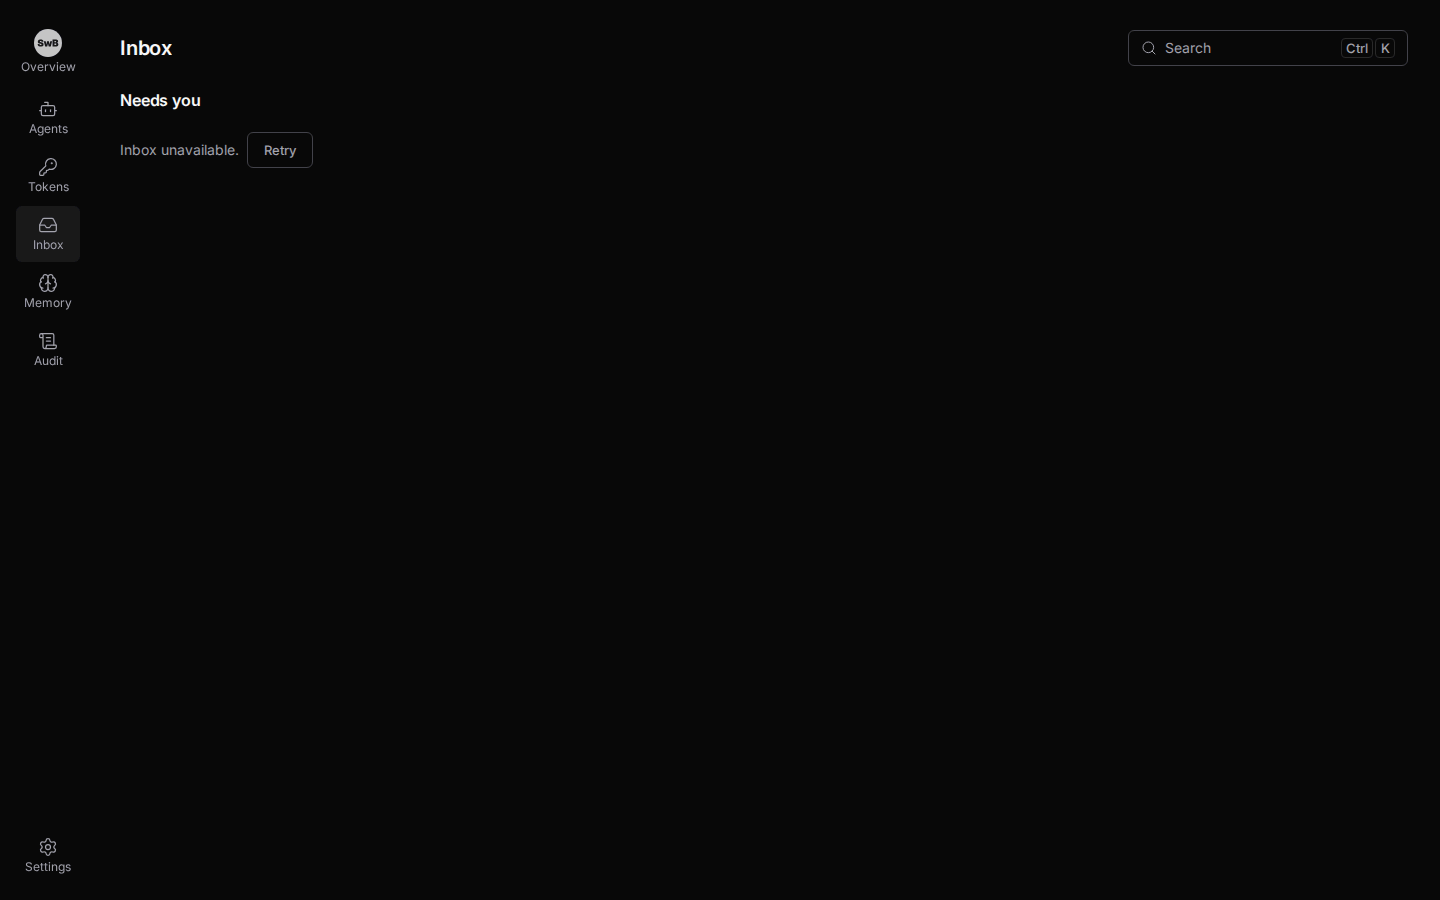 SwB
Overview
Agents
Tokens
Inbox
Memory
Audit
Settings
Inbox
Search Ctrl K
Needs you
Inbox unavailable. Retry